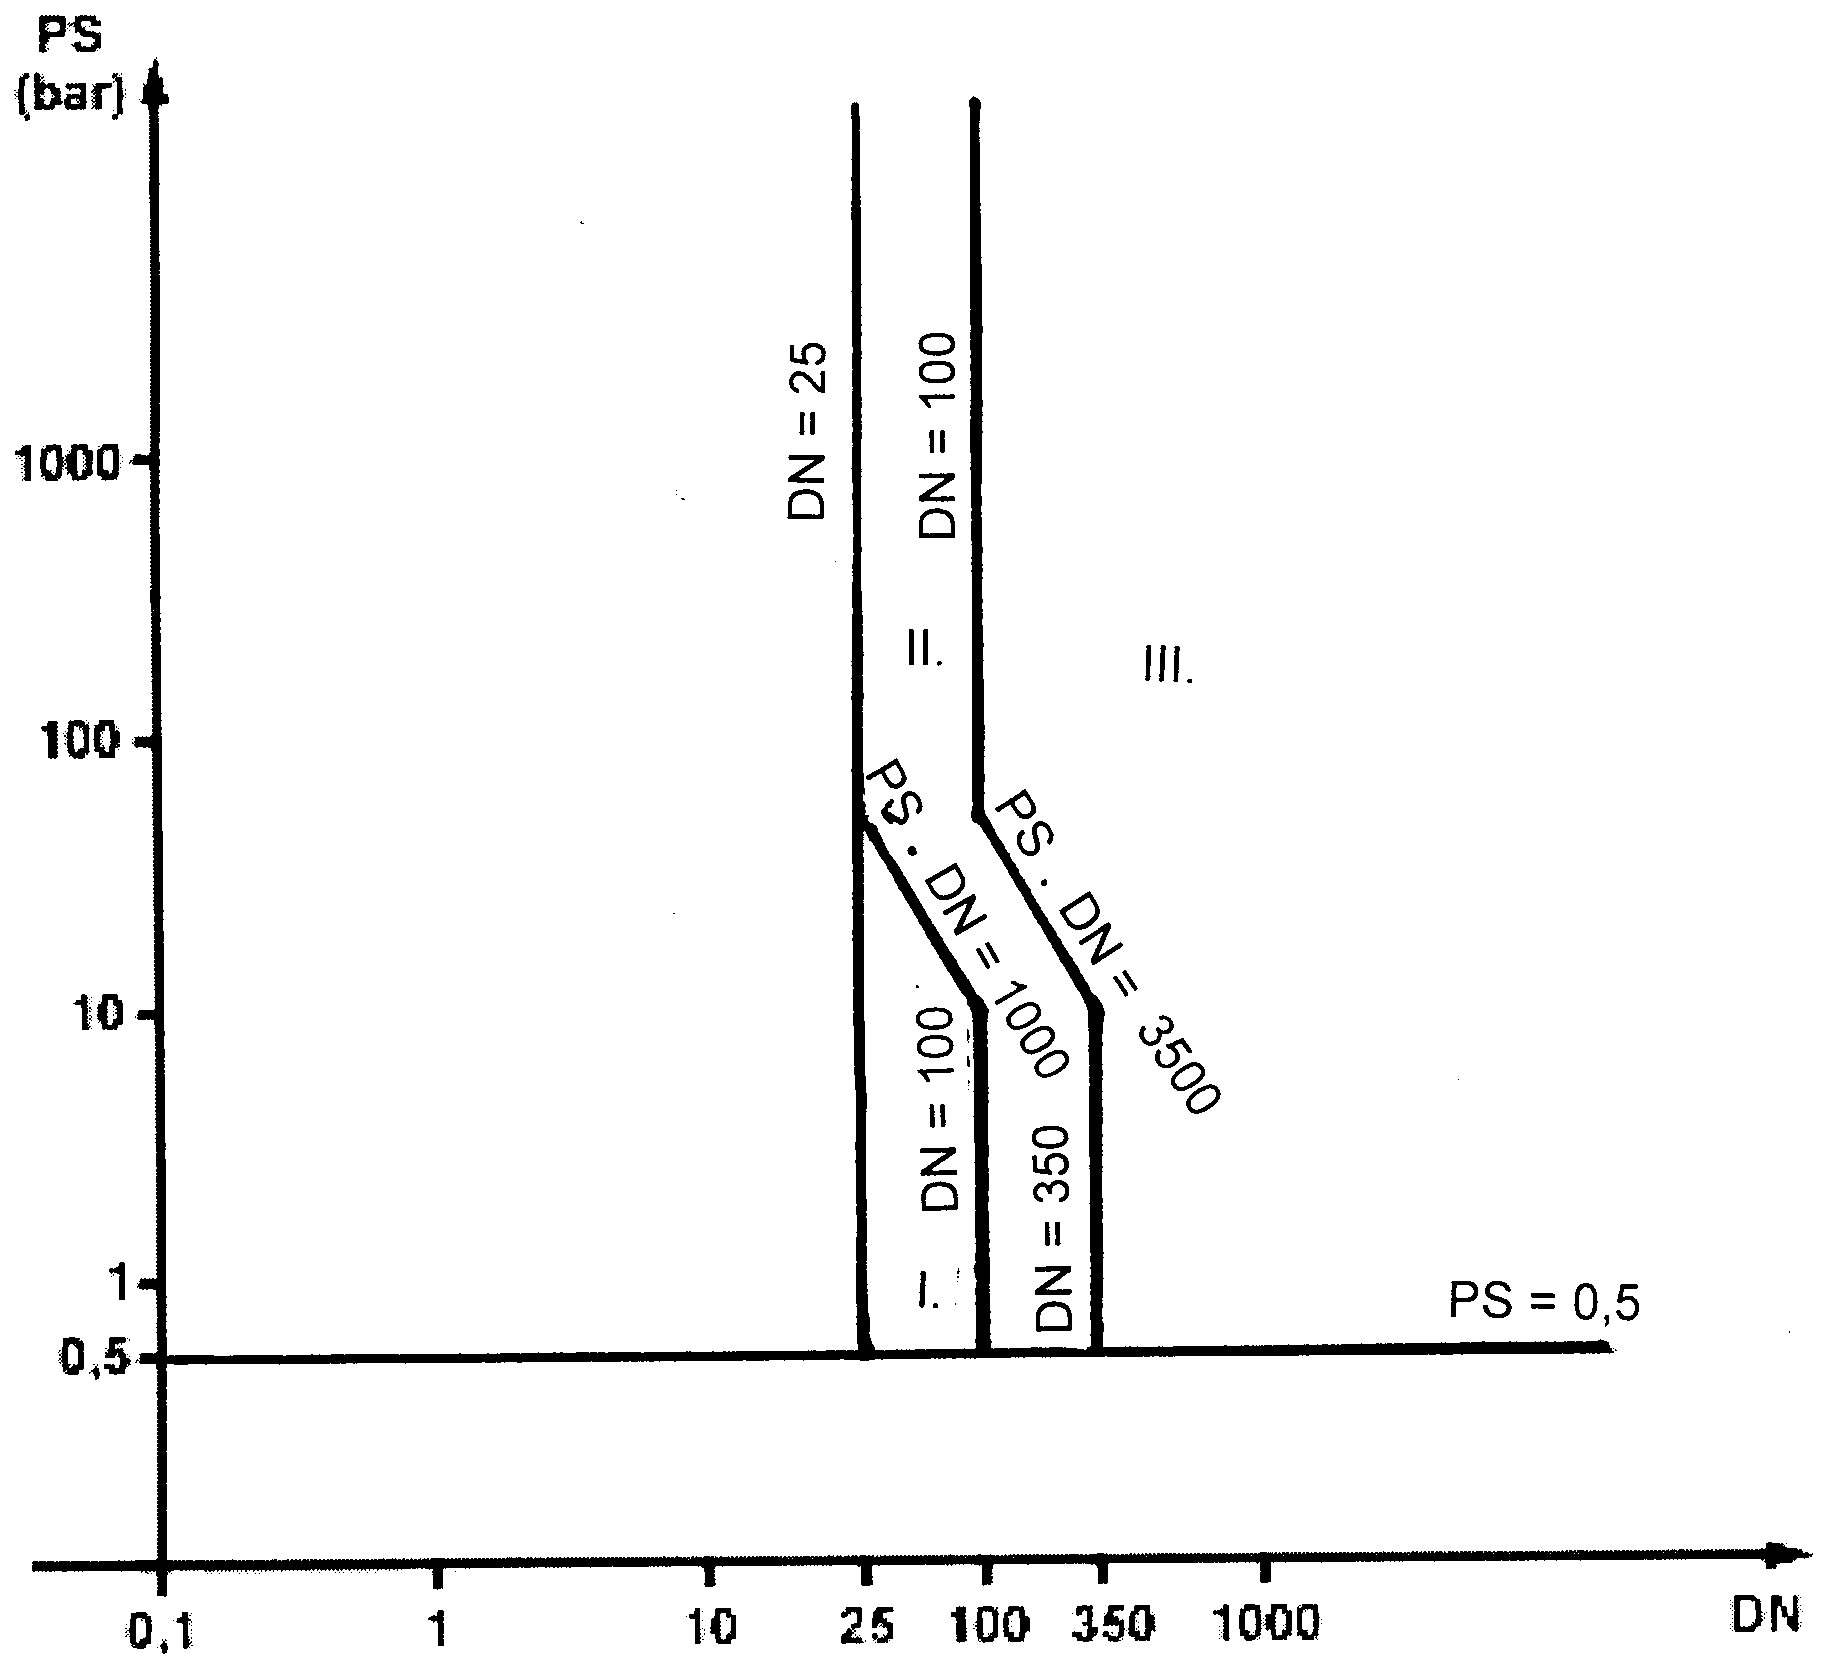 PS
(bar)
DN = 25
DN = 100
1000
II.
III.
100
PS . DN = 1000
PS . DN = 3500
10
DN = 100
DN = 350
I.
1
PS = 0,5
0,5
0,1
1
10
25
100
350
1000
DN